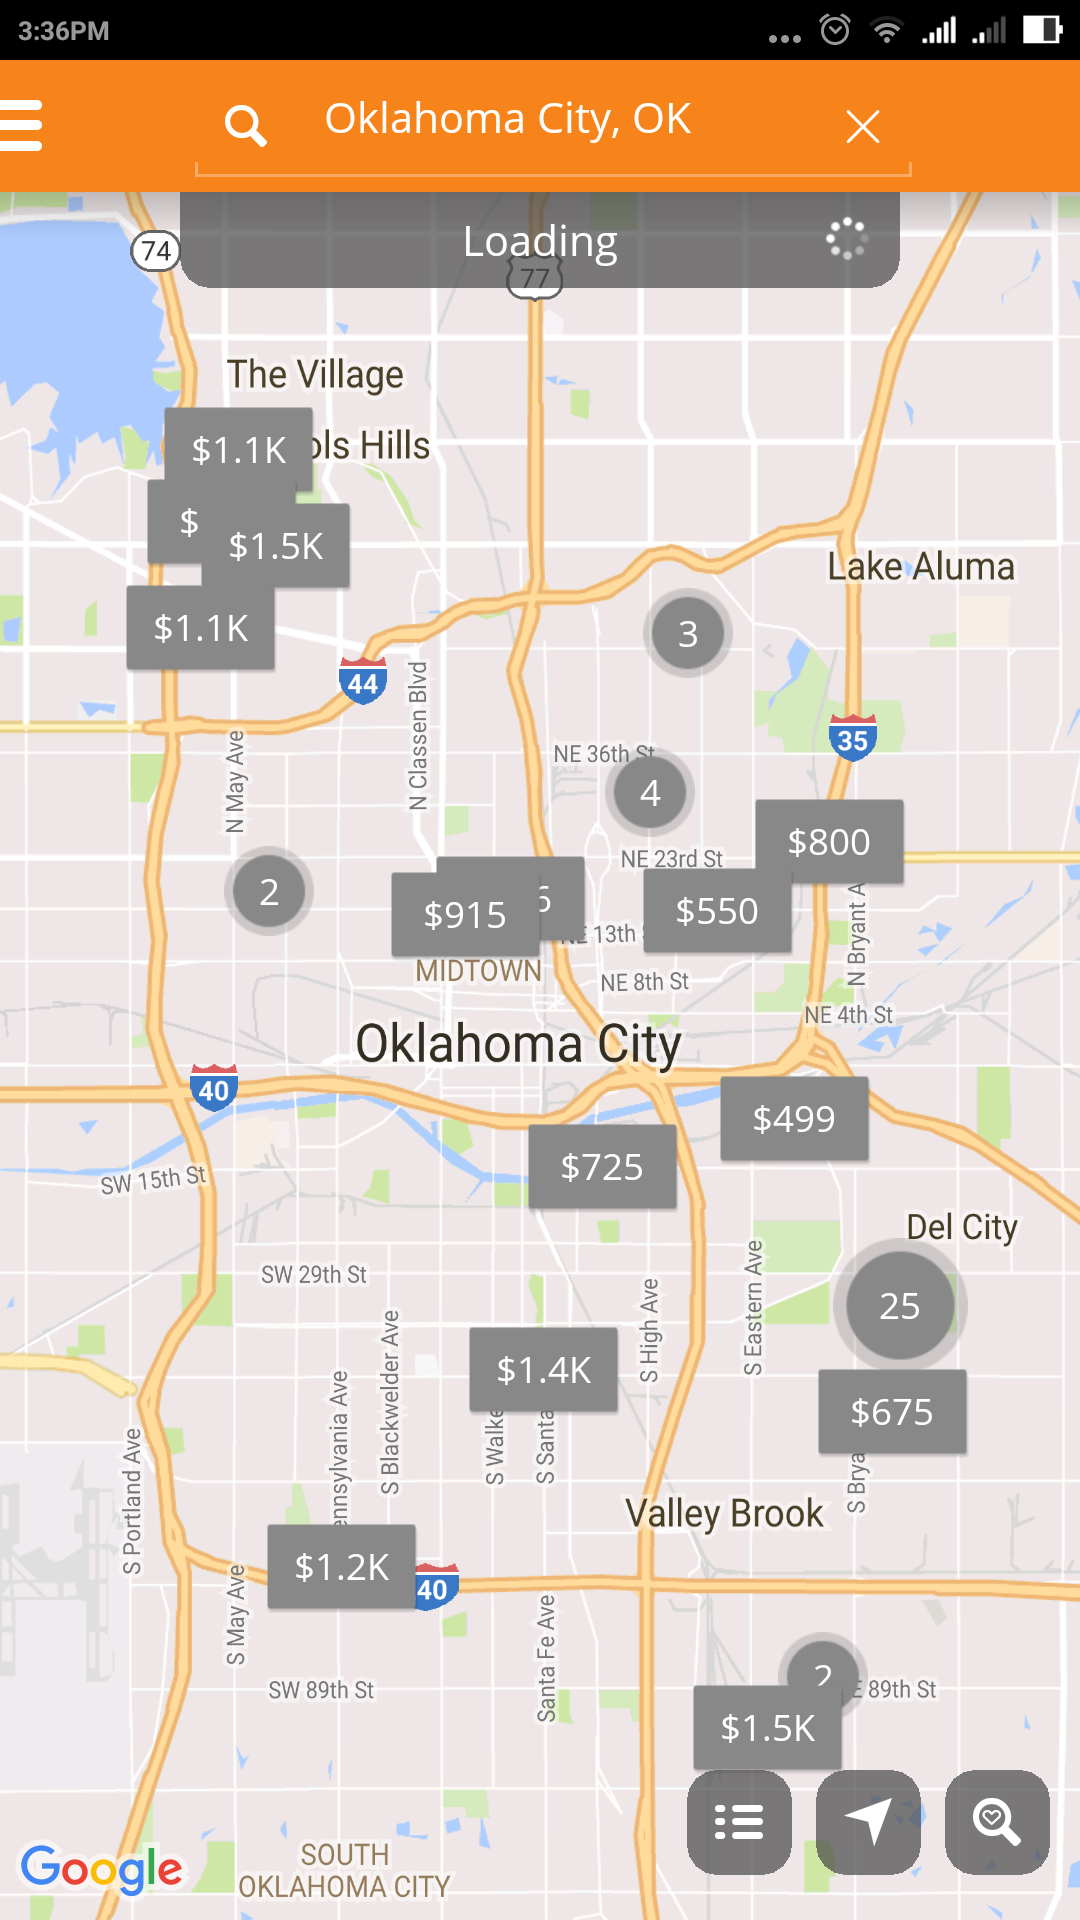 3:36PM
Oklahoma City, OK
Loading
74
77
The Village
ols Hills
$1.1K
$
$1.5K
Lake Aluma
$1.1K
3
44
35
N Classen Blvd
N May Ave
NE 36th St
4
$800
NE 23rd St
2
$915
6
$550
NE 13th
N Bryant A
MIDTOWN
NE 8th St
NE 4th St
Oklahoma City
40
$499
$725
SW 15th St
Del City
SW 29th St
S High Ave
S Eastern Ave
25
S Blackwelder Ave
$1.4K
$675
ennsylvania Ave
S Walke
S Santa
S Portland Ave
S Brya
Valley Brook
$1.2K
40
S May Ave
Santa Fe Ave
2
SW 89th St
E 89th St
$1.5K
Google
SOUTH
OKLAHOMA CITY